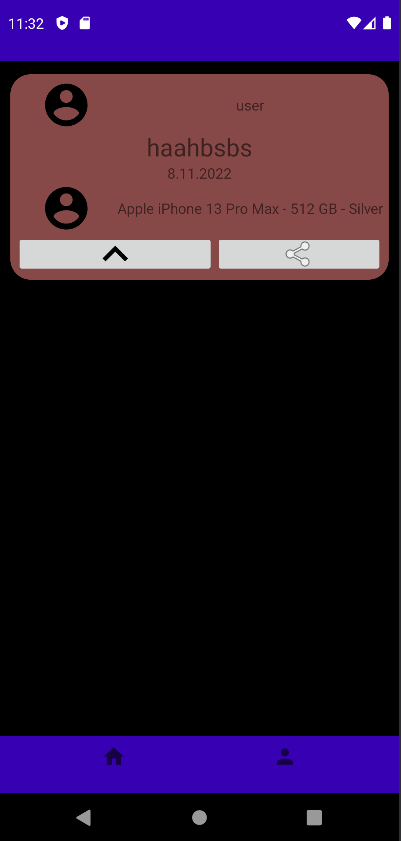 11:32
user
haahbsbs
8.11.2022
Apple iPhone 13 Pro Max - 512 GB - Silver